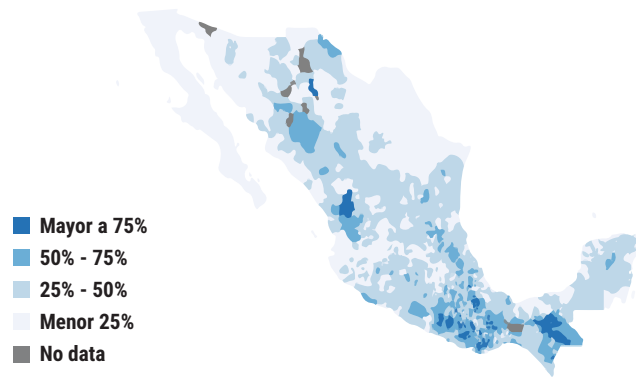 Mayor a 75%
50% - 75%
25% - 50%
Menor 25%
No data